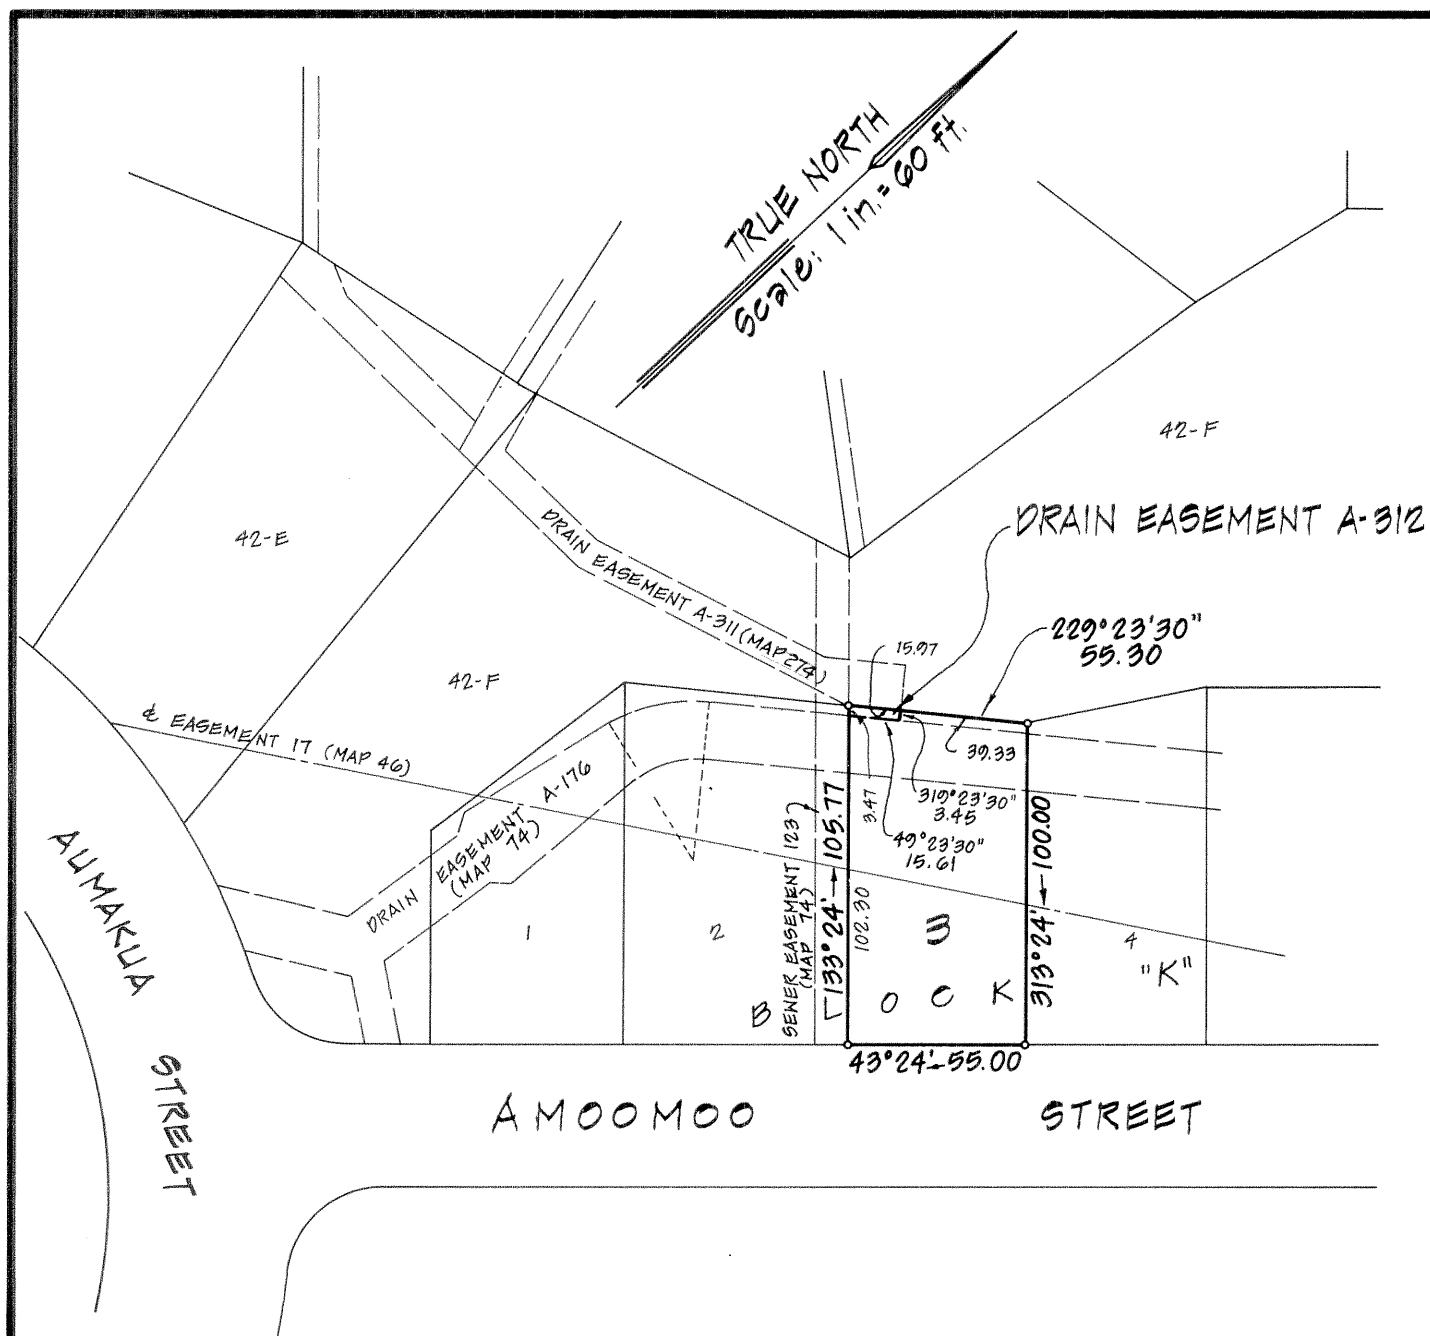 TRUE NORTH
Scale: 1 in. = 60 ft.
42-F
DRAIN EASEMENT A-312
42-E
DRAIN EASEMENT A-311 (MAP 274)
229°23'30"
55.30
15.97
42-F
℄ EASEMENT 17 (MAP 46)
39.33
319°23'30"
3.45
3.47
49°23'30"
15.61
DRAIN EASEMENT A-176
(MAP 74)
SEWER EASEMENT 123
(MAP 74)
133°24' 105.77
102.30
313°24' 100.00
1
2
3
4
B L O C K "K"
43°24' 55.00
AUMAKUA
STREET
AMOOMOO STREET